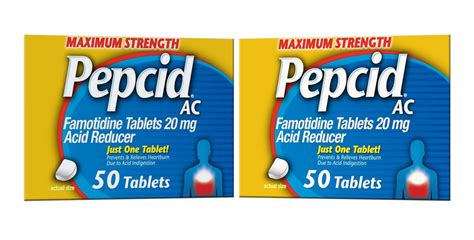 MAXIMUM STRENGTH
Pepcid®
AC
Famotidine Tablets 20 mg
Acid Reducer
Just One Tablet!
Prevents & Relieves Heartburn
Due to Acid Indigestion
actual size
50 Tablets
MAXIMUM STRENGTH
Pepcid®
AC
Famotidine Tablets 20 mg
Acid Reducer
Just One Tablet!
Prevents & Relieves Heartburn
Due to Acid Indigestion
actual size
50 Tablets